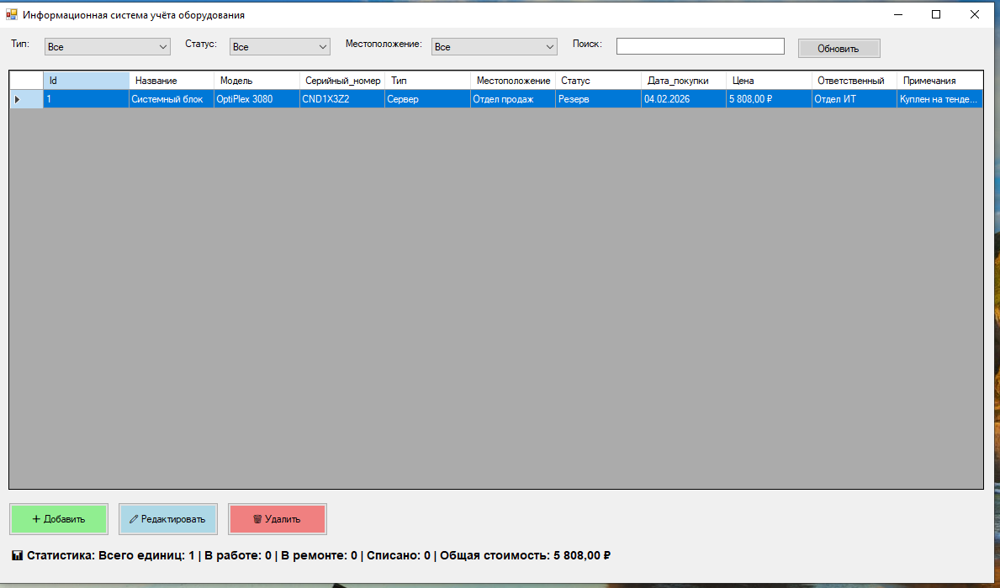 Информационная система учёта оборудования
Тип: Все Статус: Все Местоположение: Все Поиск: Обновить
Id Название Модель Серийный_номер Тип Местоположение Статус Дата_покупки Цена Ответственный Примечания
1 Системный блок OptiPlex 3080 CND1X3Z2 Сервер Отдел продаж Резерв 04.02.2026 5 808,00 ₽ Отдел ИТ Куплен на тенде...
+ Добавить Редактировать Удалить
Статистика: Всего единиц: 1 | В работе: 0 | В ремонте: 0 | Списано: 0 | Общая стоимость: 5 808,00 ₽